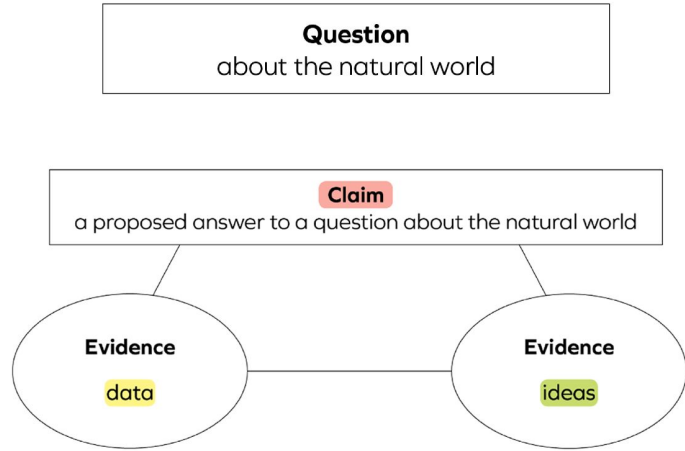 Question
about the natural world
Claim
a proposed answer to a question about the natural world
Evidence
data
Evidence
ideas